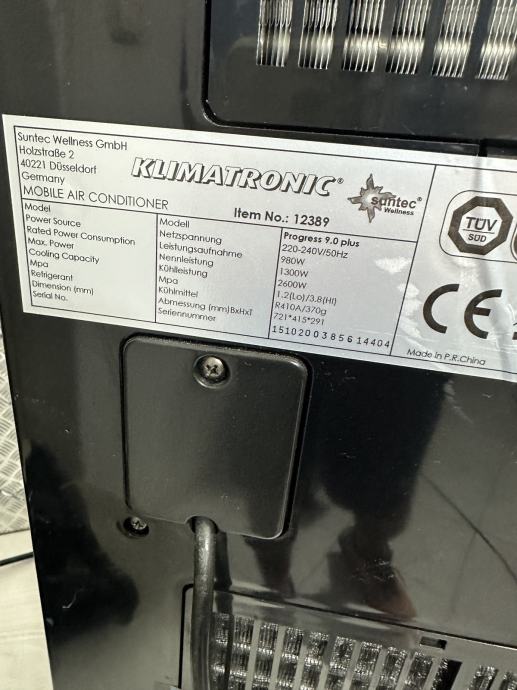 Suntec Wellness GmbH
Holzstraße 2
40221 Düsseldorf
Germany
KLIMATRONIC®
suntec®
Wellness
MOBILE AIR CONDITIONER
Item No.: 12389
Model Modell Progress 9.0 plus
Power Source Netzspannung 220-240V/50Hz
Rated Power Consumption Leistungsaufnahme 980W
Max. Power Nennleistung 1300W
Cooling Capacity Kühlleistung 2600W
Mpa Mpa 1.2(Lo)/3.8(Hi)
Refrigerant Kühlmittel R410A/370g
Dimension (mm) Abmessung (mm)BxHxT 721*415*291
Serial No. Seriennummer 1510200385614404
TÜV
SÜD
CE
Made in P.R.China